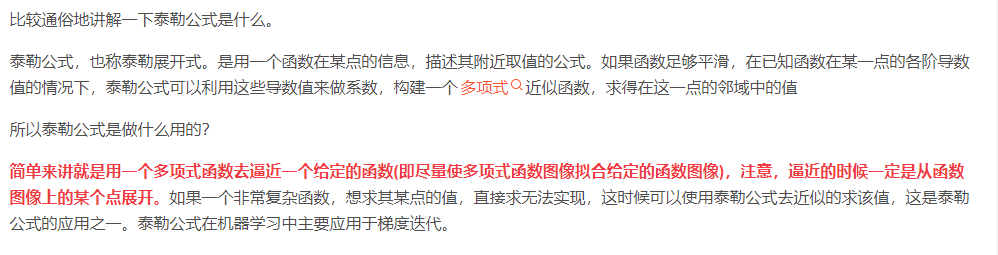 比较通俗地讲解一下泰勒公式是什么。
泰勒公式，也称泰勒展开式。是用一个函数在某点的信息，描述其附近取值的公式。如果函数足够平滑，在已知函数在某一点的各阶导数
值的情况下，泰勒公式可以利用这些导数值来做系数，构建一个多项式近似函数，求得在这一点的邻域中的值
所以泰勒公式是做什么用的？
简单来讲就是用一个多项式函数去逼近一个给定的函数(即尽量使多项式函数图像拟合给定的函数图像)，注意，逼近的时候一定是从函数
图像上的某个点展开。如果一个非常复杂函数，想求其某点的值，直接求无法实现，这时候可以使用泰勒公式去近似的求该值，这是泰勒
公式的应用之一。泰勒公式在机器学习中主要应用于梯度迭代。